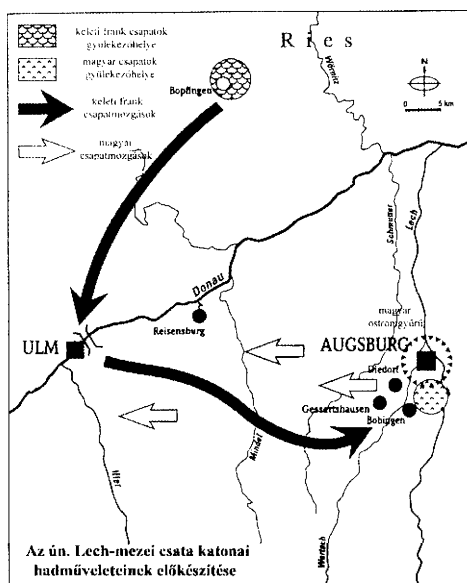 keleti frank csapatok
gyülekezőhelye
magyar csapatok
gyülekezőhelye
keleti frank
csapatmozgások
magyar
csapatmozgások
Ries
Bopfingen
Wörnitz
N
0 5 km
Schmutter
Lech
Donau
Reisensburg
ULM
magyar
ostromgyűrű
AUGSBURG
Diedorf
Gessertshausen
Bobingen
Mindel
Iller
Wertach
Az ún. Lech-mezei csata katonai
hadműveleteinek előkészítése